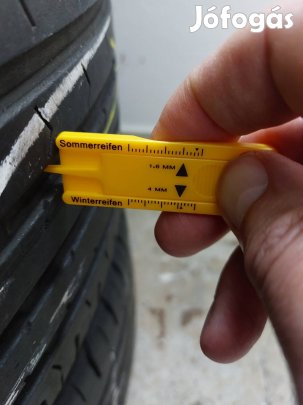 Jófogás
Sommerreifen
1.6 MM
4 MM
Winterreifen